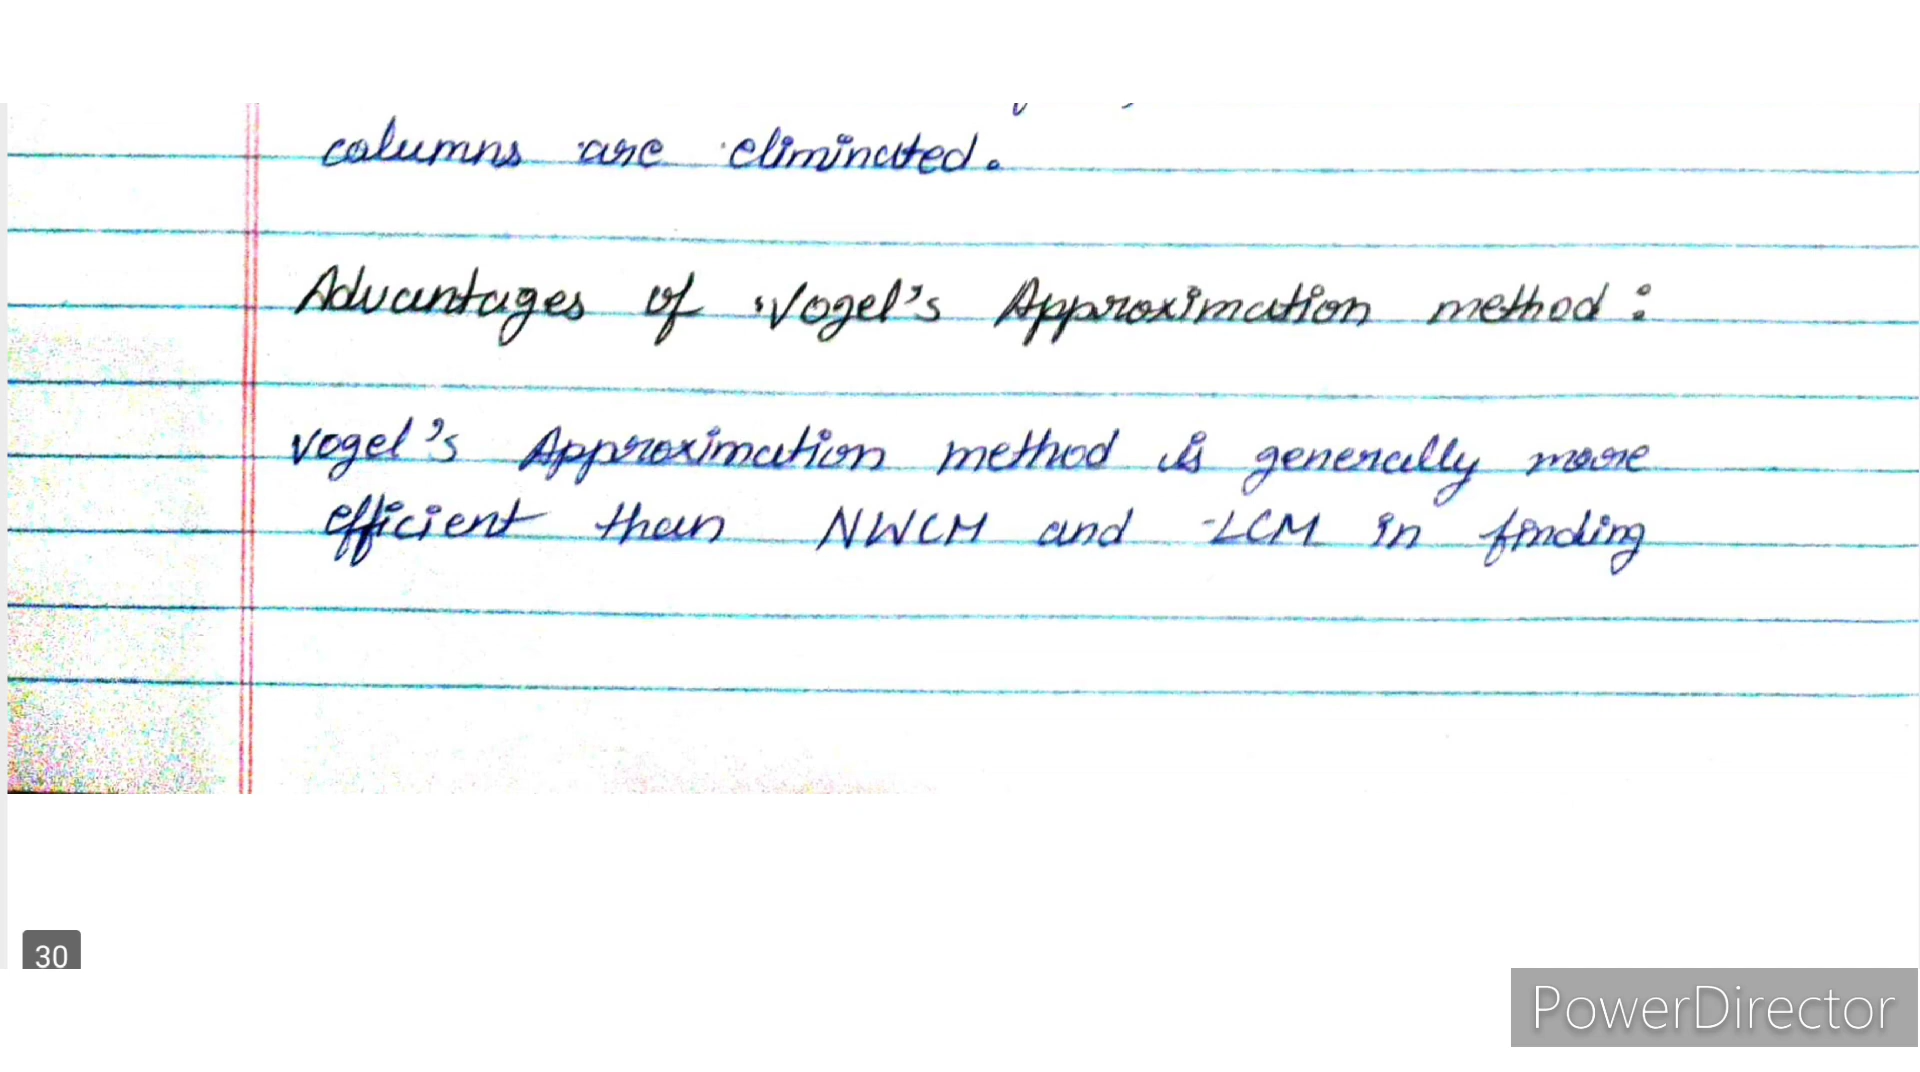 columns are eliminated.
Advantages of Vogel's Approximation method :
Vogel's Approximation method is generally more
efficient than NWCM and LCM in finding
30
PowerDirector